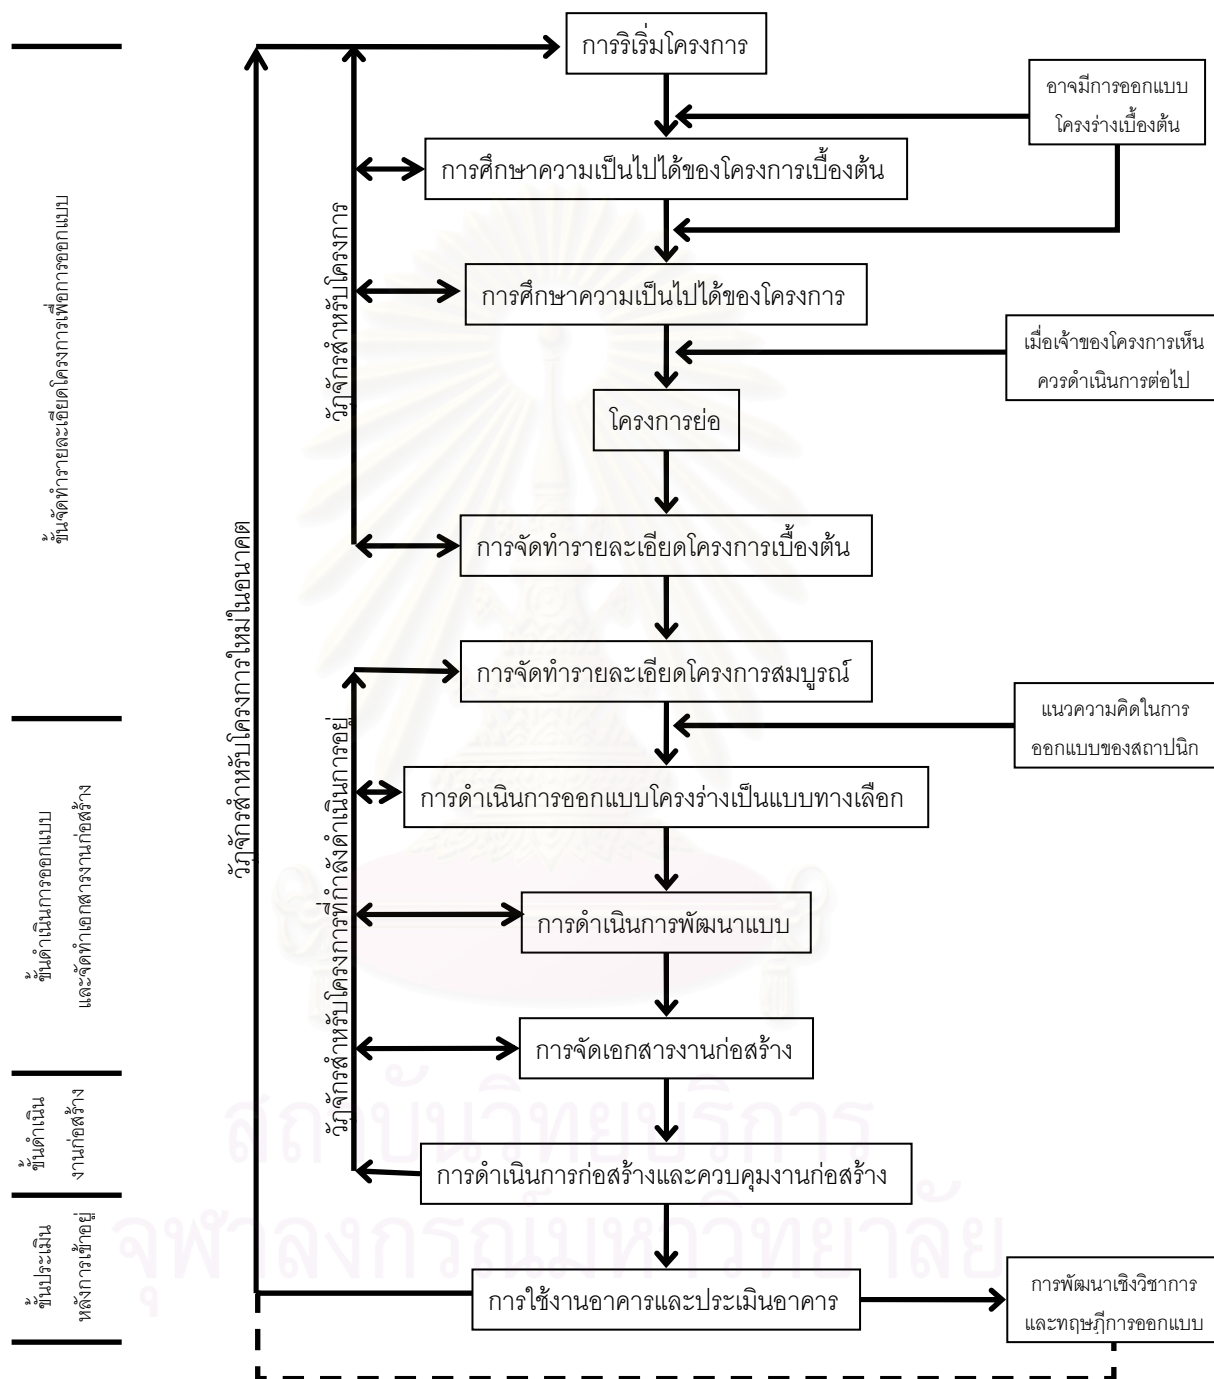 การริเริ่มโครงการ
อาจมีการออกแบบ
โครงร่างเบื้องต้น
การศึกษาความเป็นไปได้ของโครงการเบื้องต้น
การศึกษาความเป็นไปได้ของโครงการ
เมื่อเจ้าของโครงการเห็น
ควรดำเนินการต่อไป
โครงการย่อ
การจัดทำรายละเอียดโครงการเบื้องต้น
การจัดทำรายละเอียดโครงการสมบูรณ์
แนวความคิดในการ
ออกแบบของสถาปนิก
การดำเนินการออกแบบโครงร่างเป็นแบบทางเลือก
การดำเนินการพัฒนาแบบ
การจัดเอกสารงานก่อสร้าง
การดำเนินการก่อสร้างและควบคุมงานก่อสร้าง
การใช้งานอาคารและประเมินอาคาร
การพัฒนาเชิงวิชาการ
และทฤษฎีการออกแบบ
ขั้นจัดทำรายละเอียดโครงการเพื่อการออกแบบ
ขั้นดำเนินการออกแบบ
และจัดทำเอกสารงานก่อสร้าง
ขั้นดำเนิน
งานก่อสร้าง
ขั้นประเมิน
หลังการเข้าอยู่
วัฏจักรสำหรับโครงการใหม่ในอนาคต
วัฏจักรสำหรับโครงการ
วัฏจักรสำหรับโครงการที่กำลังดำเนินการอยู่
สถาบันวิทยบริการ
จุฬาลงกรณ์มหาวิทยาลัย